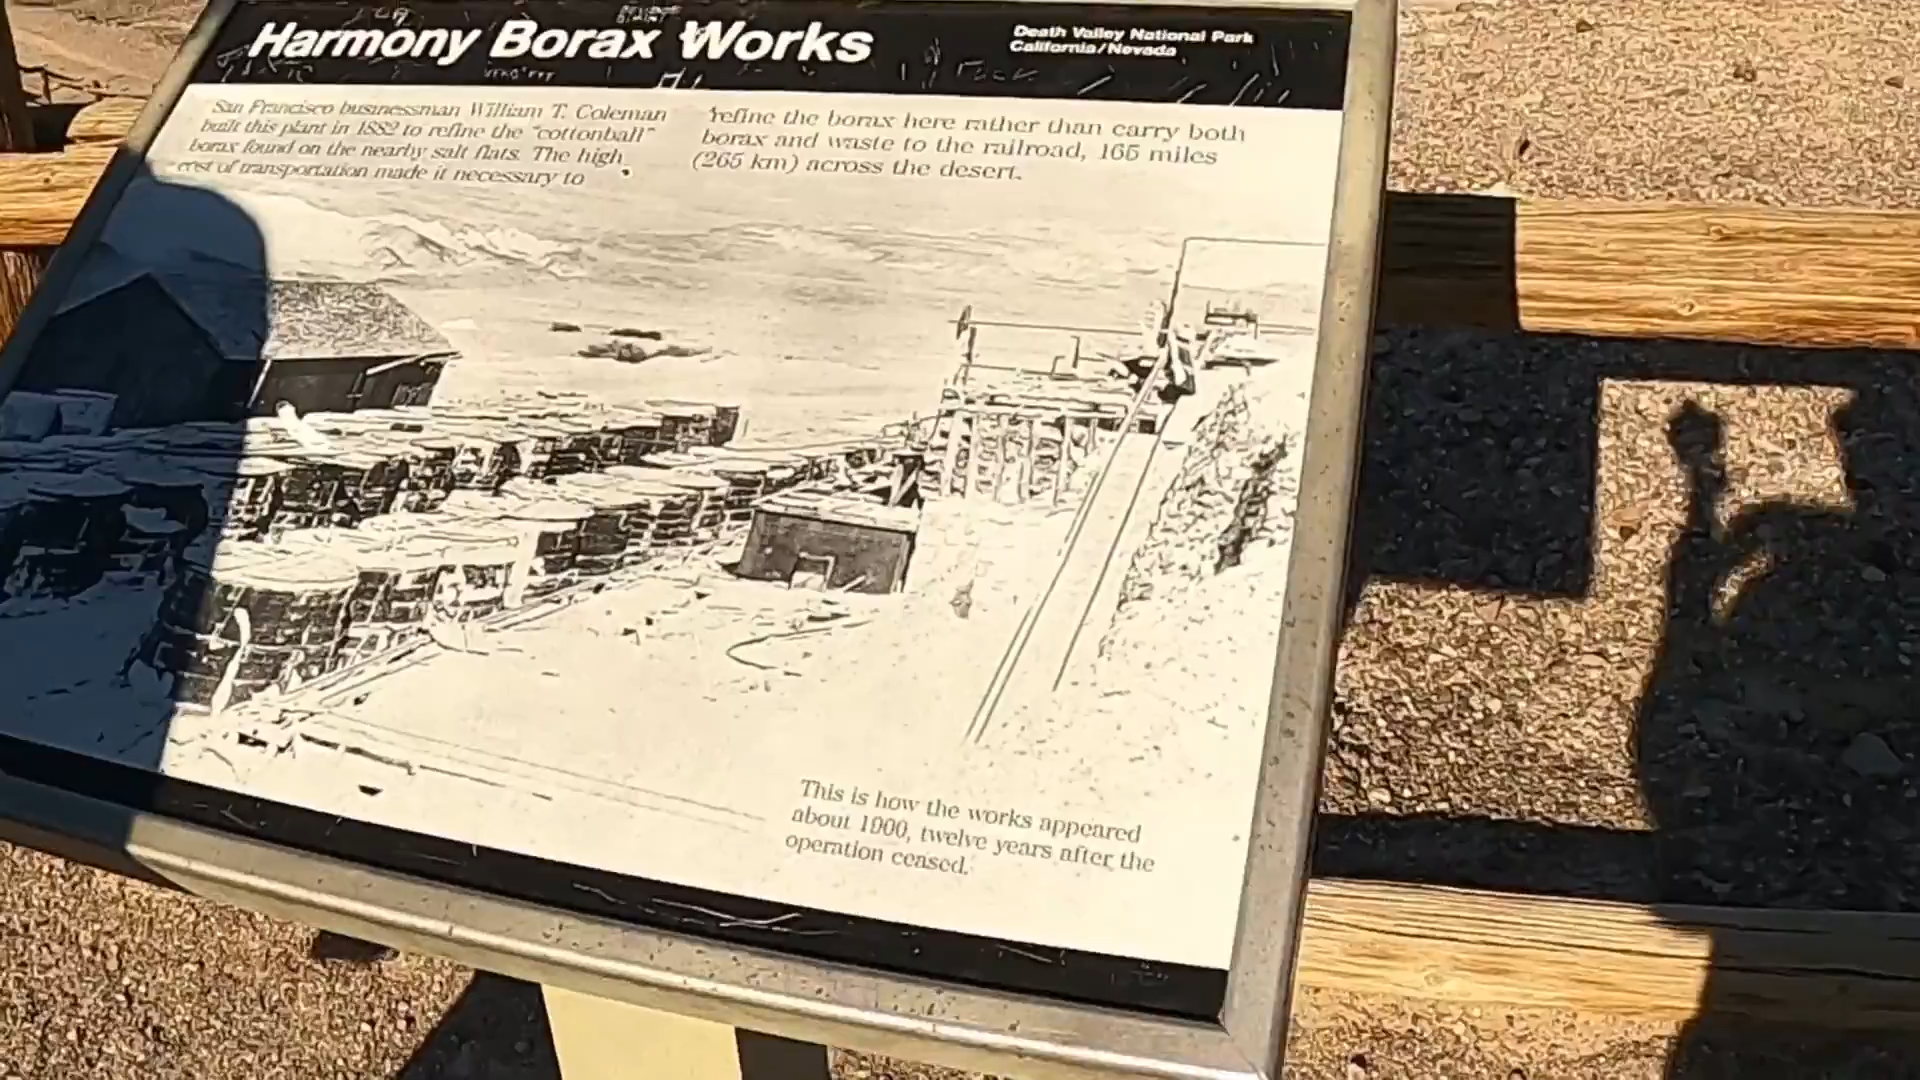 Harmony Borax Works
Death Valley National Park
California/Nevada
San Francisco businessman William T. Coleman
built this plant in 1882 to refine the "cottonball"
borax found on the nearby salt flats. The high
cost of transportation made it necessary to
refine the borax here rather than carry both
borax and waste to the railroad, 165 miles
(265 km) across the desert.
This is how the works appeared
about 1900, twelve years after the
operation ceased.